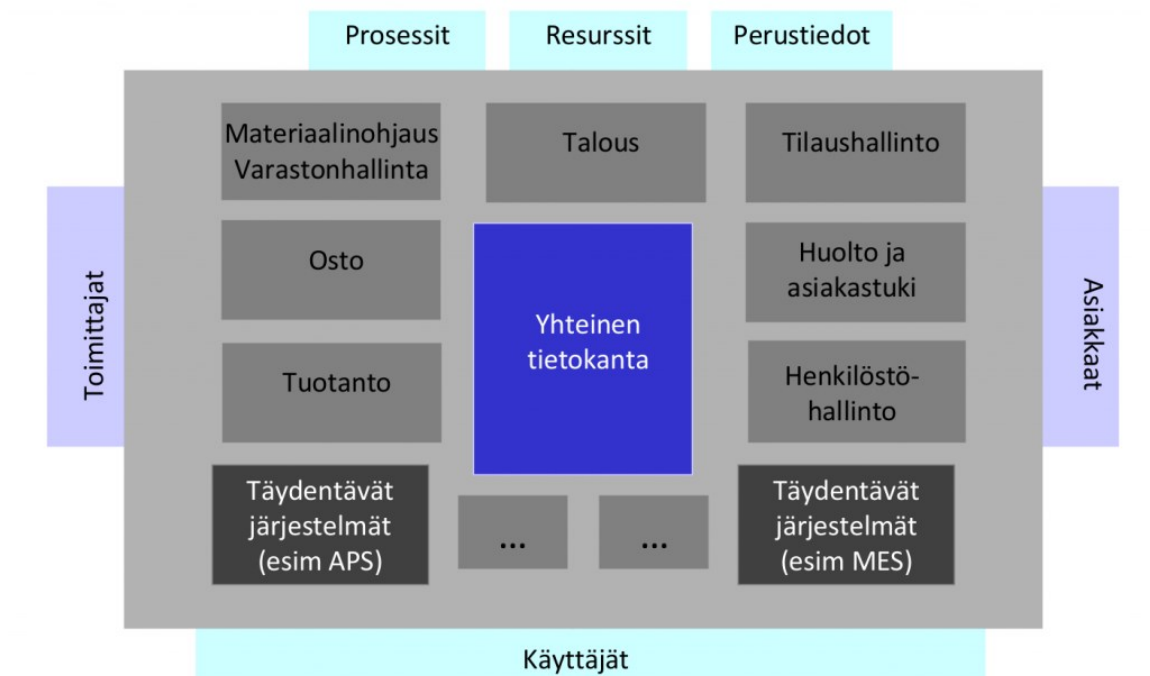 Prosessit
Resurssit
Perustiedot
Materiaalinohjaus
Varastonhallinta
Talous
Tilaushallinto
Toimittajat
Osto
Yhteinen
tietokanta
Huolto ja
asiakastuki
Asiakkaat
Tuotanto
Henkilöstö-
hallinto
Täydentävät
järjestelmät
(esim APS)
...
...
Täydentävät
järjestelmät
(esim MES)
Käyttäjät